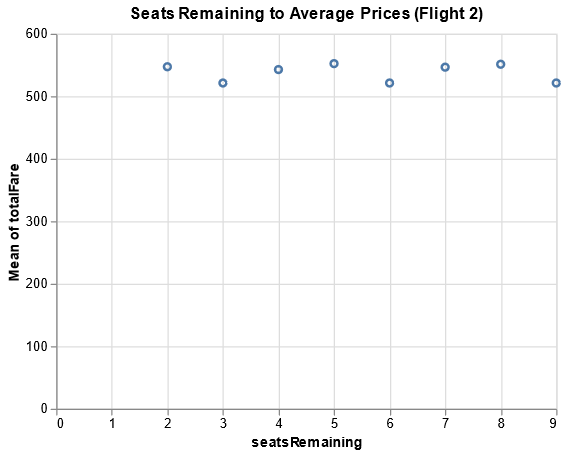 Seats Remaining to Average Prices (Flight 2)
600
500
400
300
200
100
0
Mean of totalFare
0 1 2 3 4 5 6 7 8 9
seatsRemaining